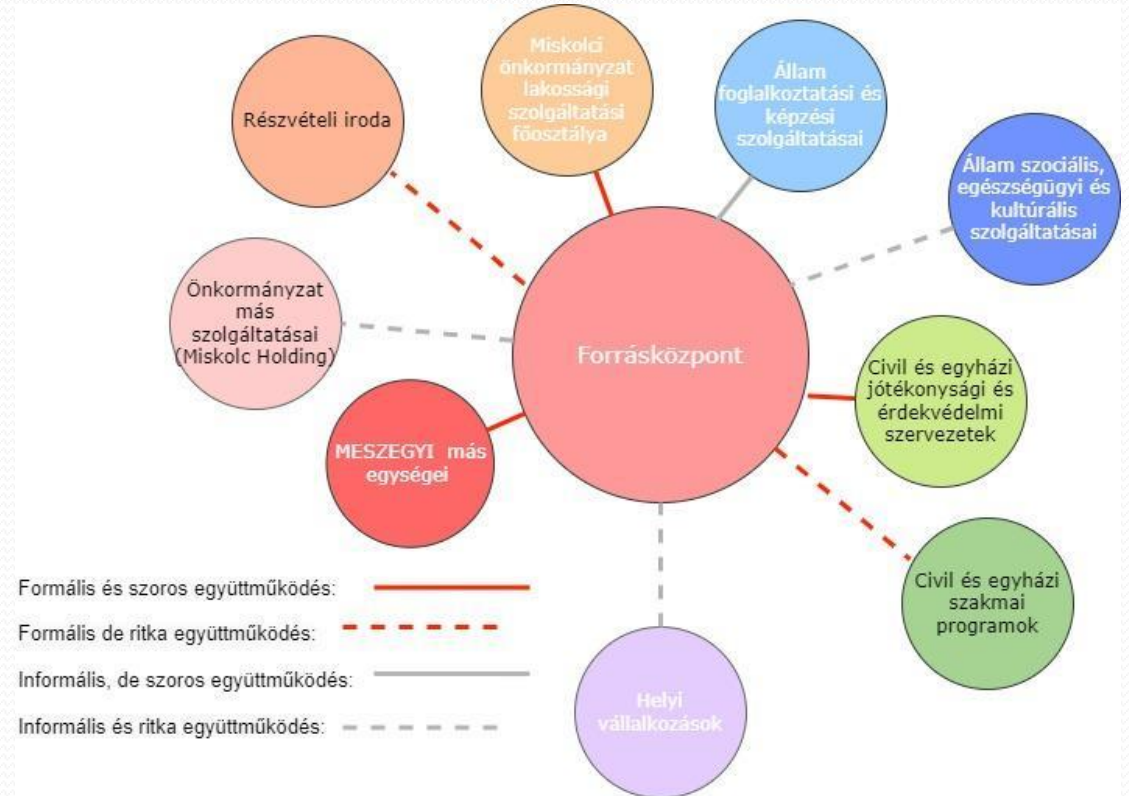 Miskolci
önkormányzat
lakossági
szolgáltatási
főosztálya
Állam
foglalkoztatási és
képzési
szolgáltatásai
Részvételi iroda
Állam szociális,
egészségügyi és
kultúrális
szolgáltatásai
Önkormányzat
más
szolgáltatásai
(Miskolc Holding)
Forrásközpont
Civil és egyházi
jótékonysági és
érdekvédelmi
szervezetek
MESZEGYI más
egységei
Civil és egyházi
szakmai
programok
Helyi
vállalkozások
Formális és szoros együttműködés:
Formális de ritka együttműködés:
Informális, de szoros együttműködés:
Informális és ritka együttműködés: